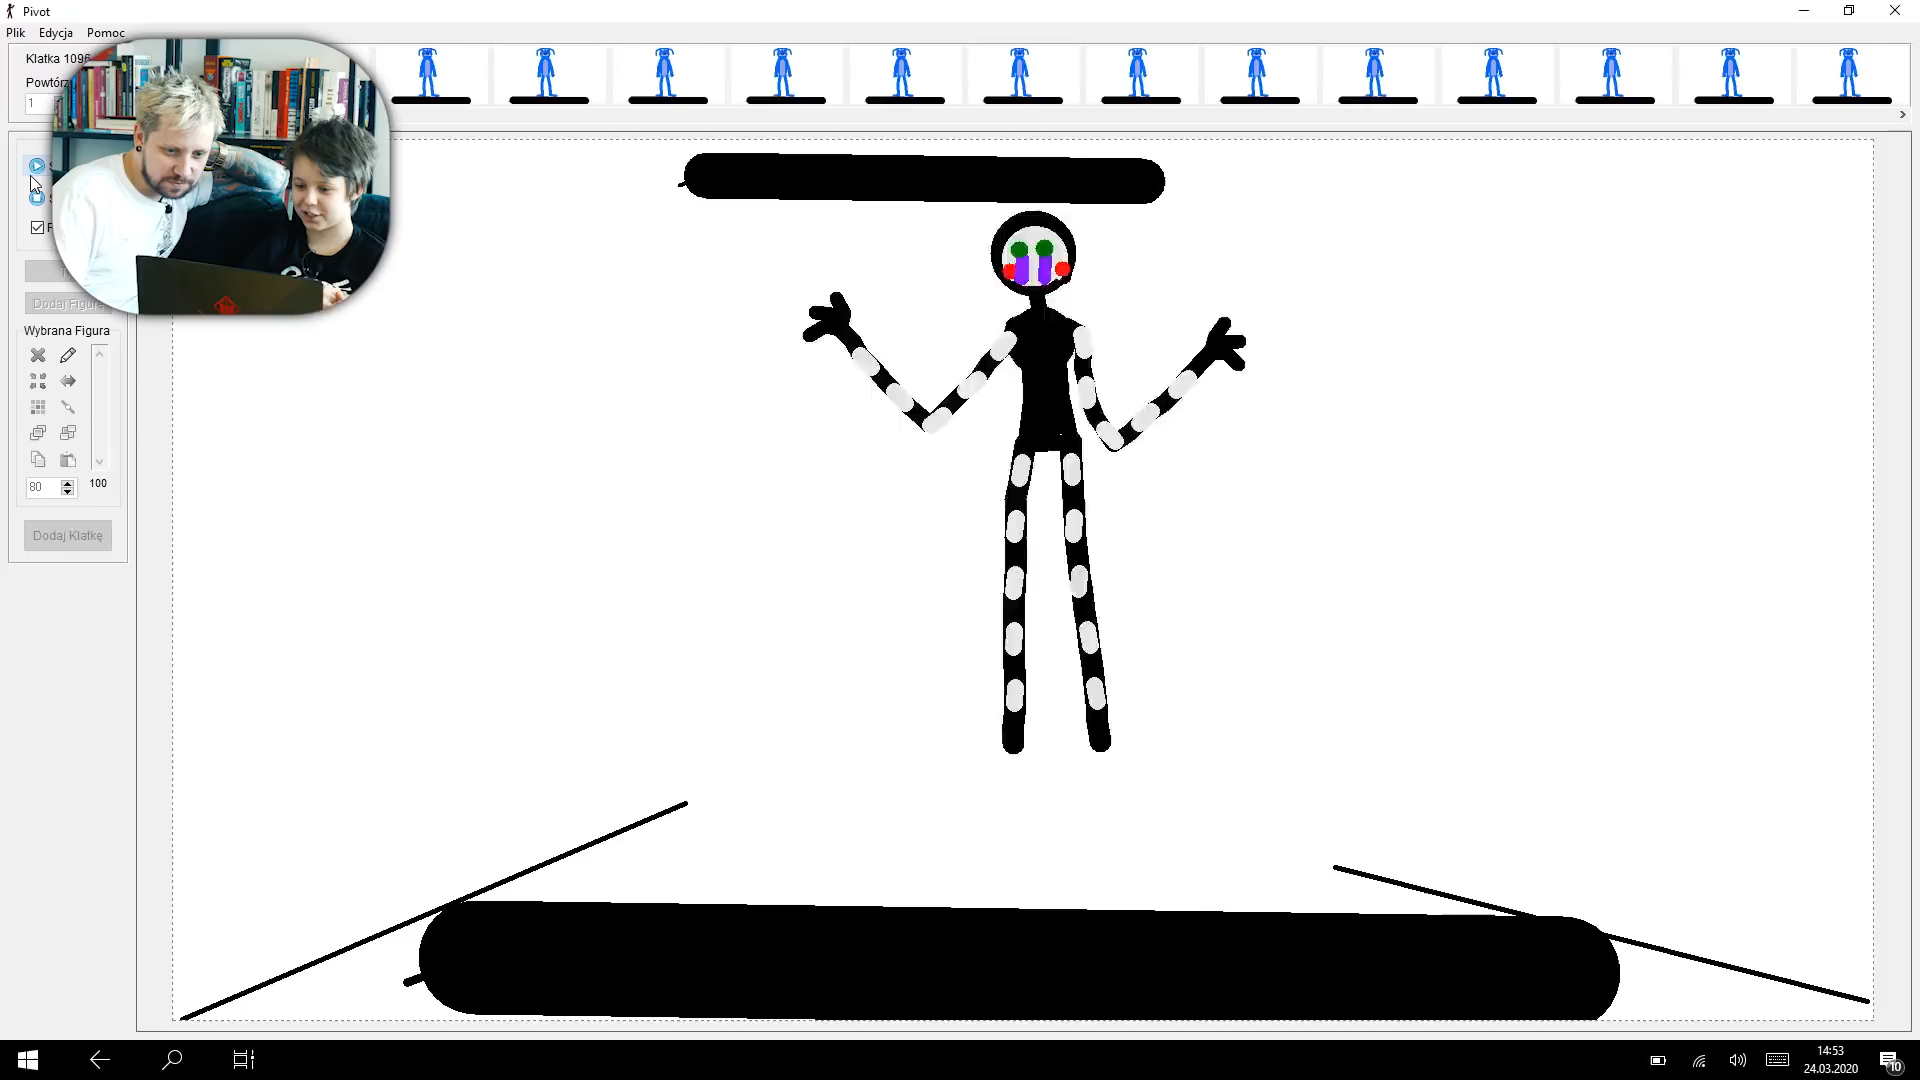 Pivot
Plik Edycja Pomoc
Klatka 1096
1
Dodaj Figurę
Wybrana Figura
80
100
Dodaj Klatkę
14:53
24.03.2020
10